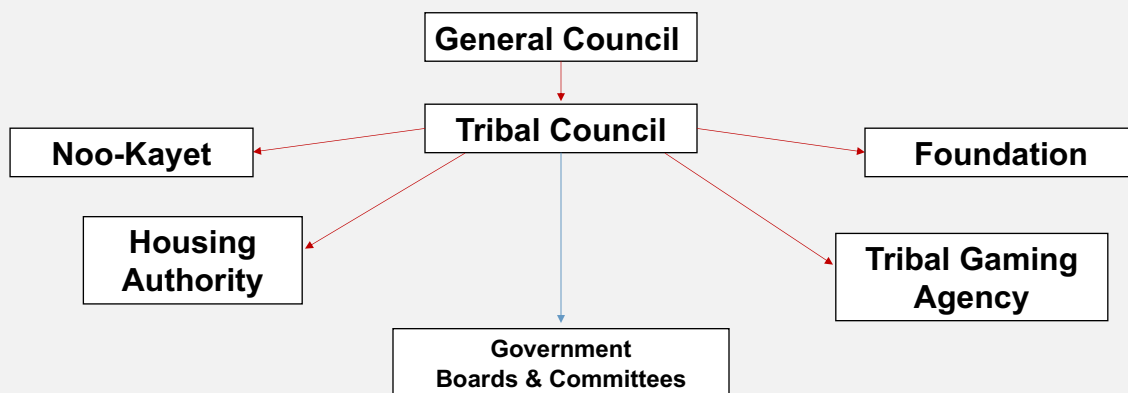 General Council
Tribal Council
Noo-Kayet
Foundation
Housing
Authority
Tribal Gaming
Agency
Government
Boards & Committees